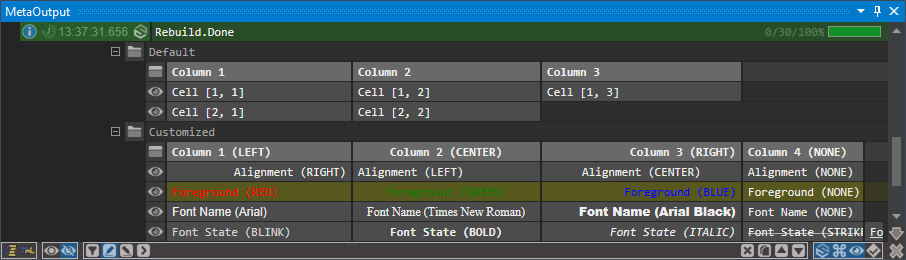 MetaOutput
13:37:31.656 Rebuild.Done 0/30/100%
Default
Column 1 Column 2 Column 3
Cell [1, 1] Cell [1, 2] Cell [1, 3]
Cell [2, 1] Cell [2, 2]
Customized
Column 1 (LEFT) Column 2 (CENTER) Column 3 (RIGHT) Column 4 (NONE)
Alignment (RIGHT) Alignment (LEFT) Alignment (CENTER) Alignment (NONE)
Foreground (RED) Foreground (GREEN) Foreground (BLUE) Foreground (NONE)
Font Name (Arial) Font Name (Times New Roman) Font Name (Arial Black) Font Name (NONE)
Font State (BLINK) Font State (BOLD) Font State (ITALIC) Font State (STRIK Fo